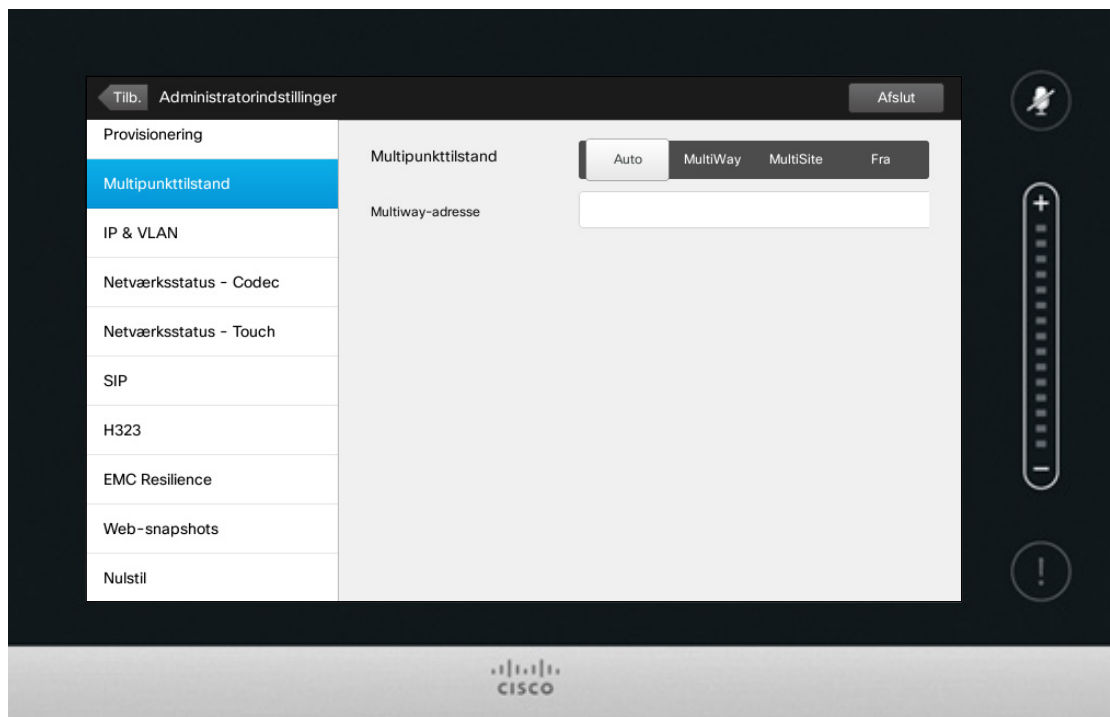 Tilb. Administratorindstillinger Afslut
Provisionering
Multipunkttilstand
IP & VLAN
Netværksstatus - Codec
Netværksstatus - Touch
SIP
H323
EMC Resilience
Web-snapshots
Nulstil
Multipunkttilstand Auto MultiWay MultiSite Fra
Multiway-adresse
+
−
!
CISCO